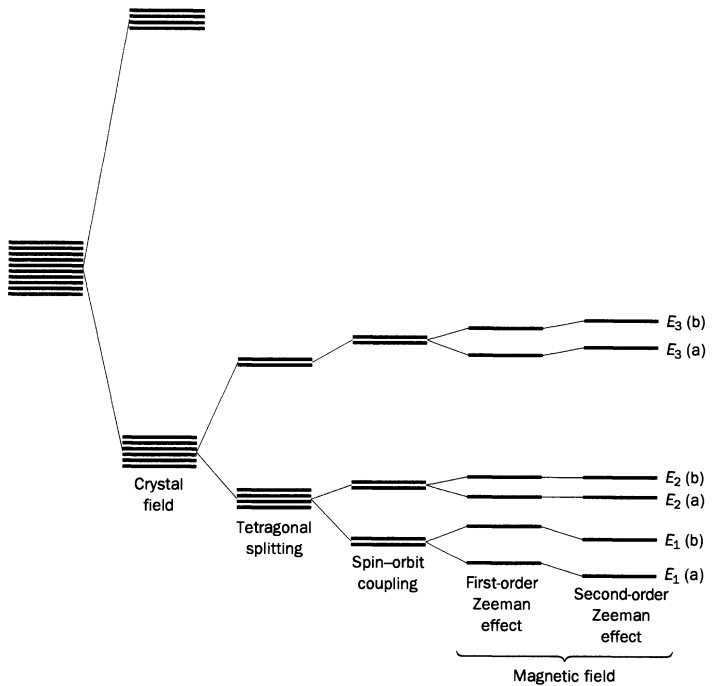 E3 (b)
E3 (a)
E2 (b)
E2 (a)
E1 (b)
E1 (a)
Crystal
field
Tetragonal
splitting
Spin–orbit
coupling
First-order
Zeeman
effect
Second-order
Zeeman
effect
Magnetic field